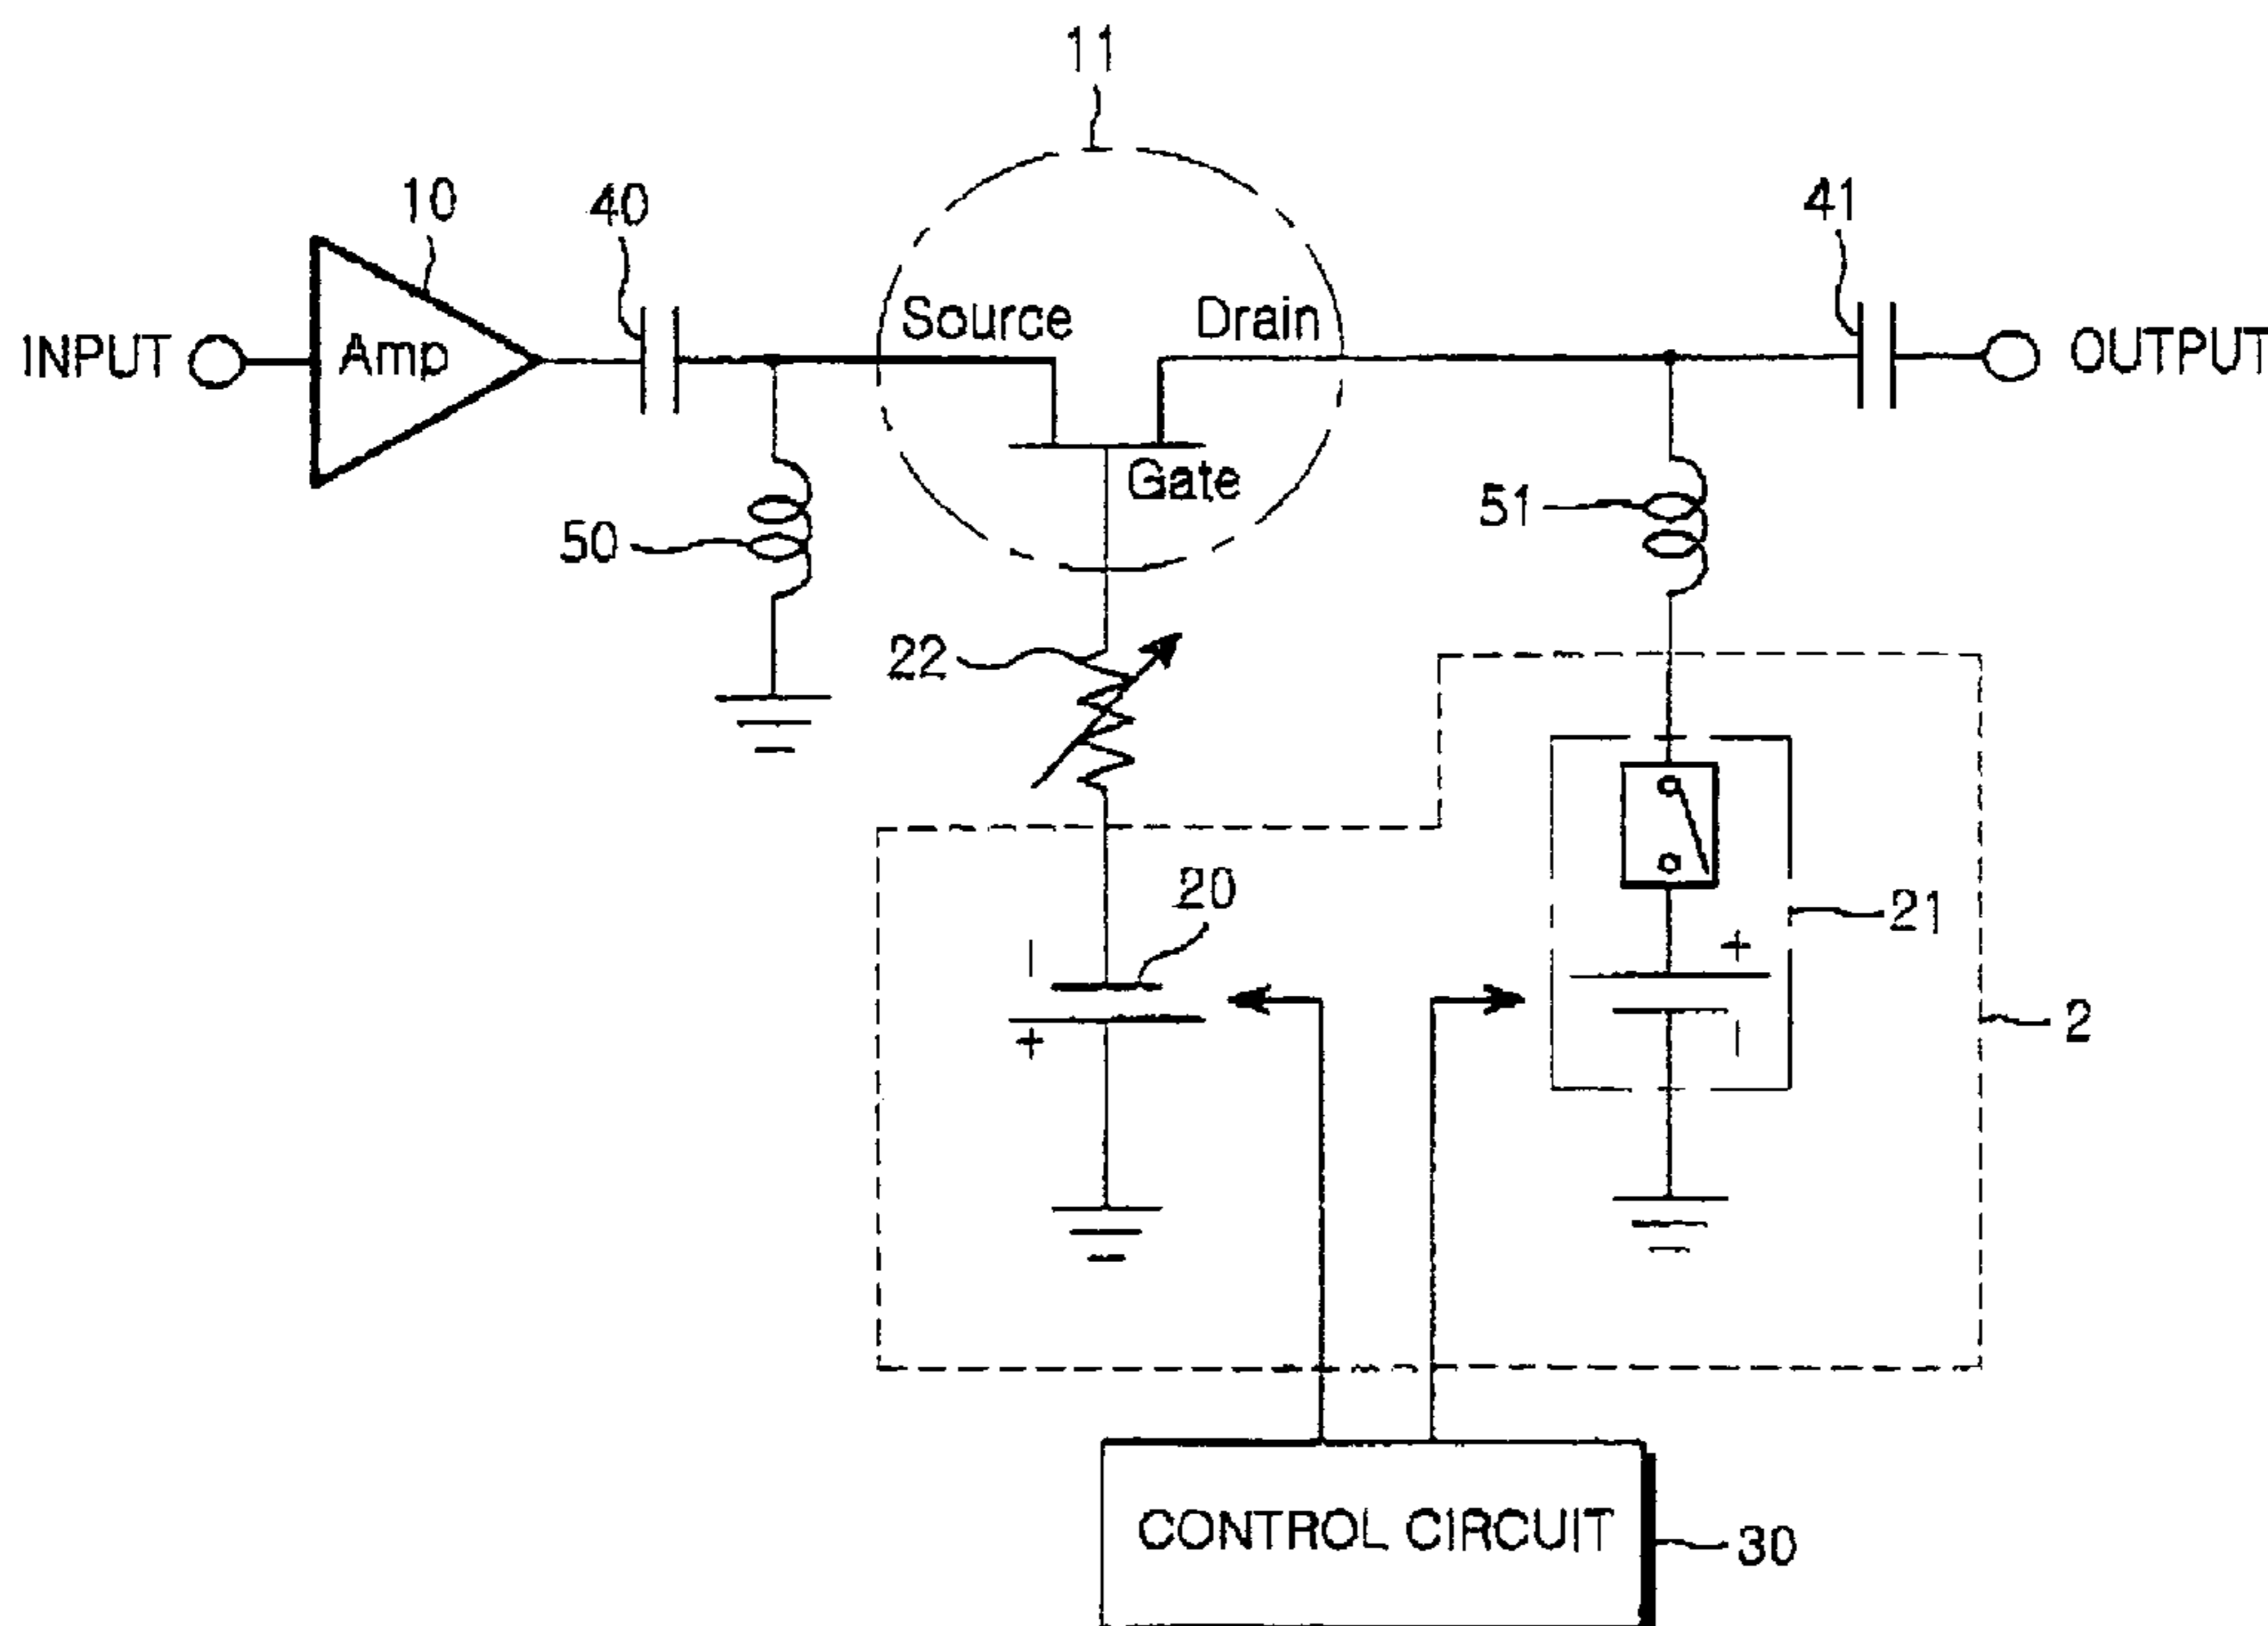 11
10
40
41
Source
Drain
INPUT
Amp
OUTPUT
Gate
51
50
22
20
−
+
21
+
−
2
CONTROL CIRCUIT
30